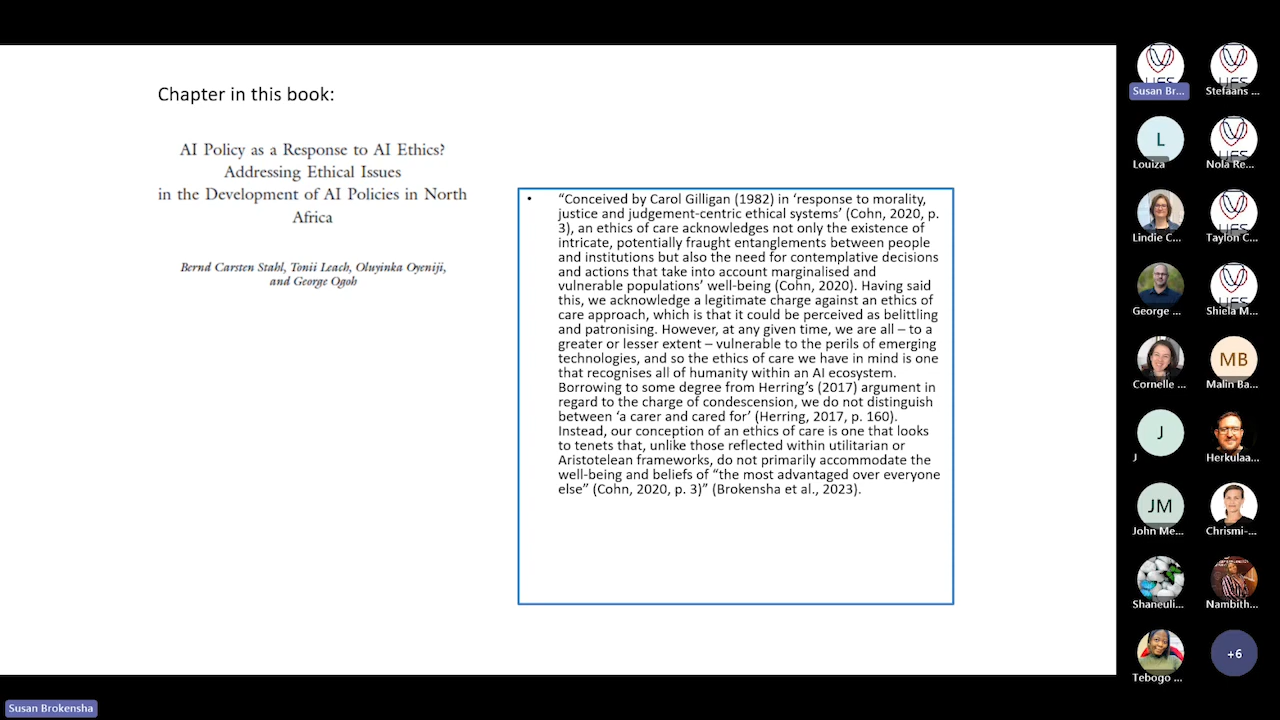 Chapter in this book:
AI Policy as a Response to AI Ethics?
Addressing Ethical Issues
in the Development of AI Policies in North
Africa
Bernd Carsten Stahl, Tonii Leach, Oluyinka Oyeniji,
and George Ogoh
• “Conceived by Carol Gilligan (1982) in ‘response to morality,
justice and judgement-centric ethical systems’ (Cohn, 2020, p.
3), an ethics of care acknowledges not only the existence of
intricate, potentially fraught entanglements between people
and institutions but also the need for contemplative decisions
and actions that take into account marginalised and
vulnerable populations’ well-being (Cohn, 2020). Having said
this, we acknowledge a legitimate charge against an ethics of
care approach, which is that it could be perceived as belittling
and patronising. However, at any given time, we are all – to a
greater or lesser extent – vulnerable to the perils of emerging
technologies, and so the ethics of care we have in mind is one
that recognises all of humanity within an AI ecosystem.
Borrowing to some degree from Herring’s (2017) argument in
regard to the charge of condescension, we do not distinguish
between ‘a carer and cared for’ (Herring, 2017, p. 160).
Instead, our conception of an ethics of care is one that looks
to tenets that, unlike those reflected within utilitarian or
Aristotelean frameworks, do not primarily accommodate the
well-being and beliefs of “the most advantaged over everyone
else” (Cohn, 2020, p. 3)” (Brokensha et al., 2023).
Susan Br...
Stefaans ...
L
Louiza
Nola Re...
Lindie C...
Taylon C...
George ...
Shiela M...
Cornelle ...
MB
Malin Ba...
J
J
Herkulaa...
JM
John Me...
Chrismi-...
Shaneuli...
Nambith...
Tebogo ...
+6
Susan Brokensha